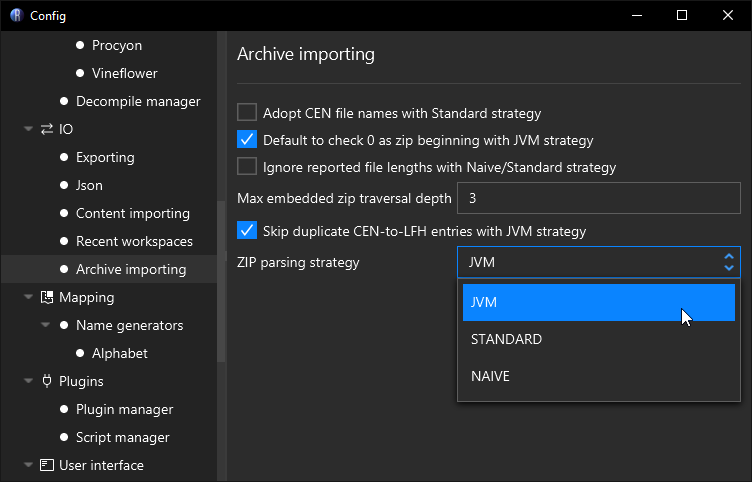 Config
Procyon
Vineflower
Decompile manager
IO
Exporting
Json
Content importing
Recent workspaces
Archive importing
Mapping
Name generators
Alphabet
Plugins
Plugin manager
Script manager
User interface
Archive importing
Adopt CEN file names with Standard strategy
Default to check 0 as zip beginning with JVM strategy
Ignore reported file lengths with Naive/Standard strategy
Max embedded zip traversal depth 3
Skip duplicate CEN-to-LFH entries with JVM strategy
ZIP parsing strategy JVM
JVM
STANDARD
NAIVE